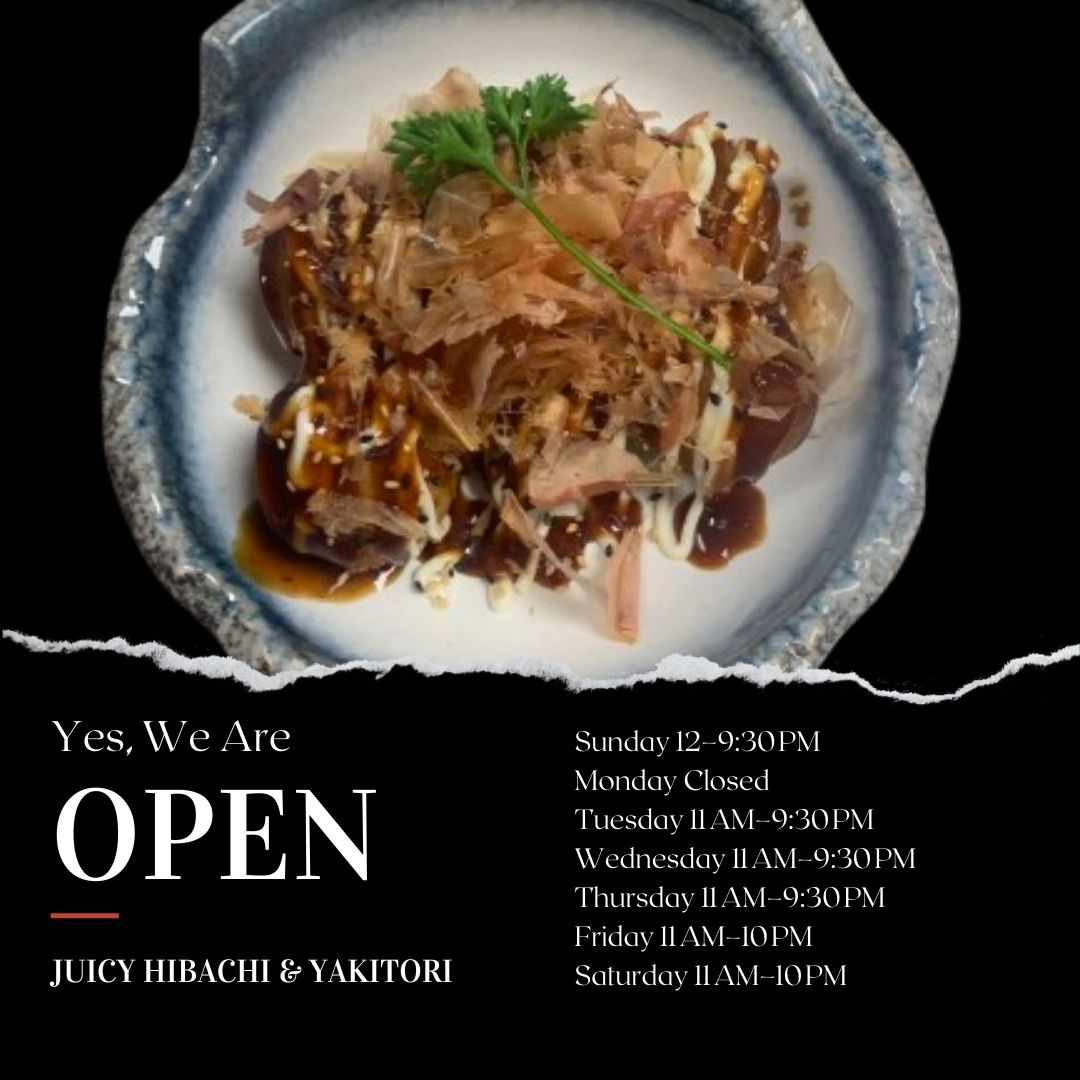 Yes, We Are
OPEN
JUICY HIBACHI & YAKITORI
Sunday 12–9:30 PM
Monday Closed
Tuesday 11 AM–9:30 PM
Wednesday 11 AM–9:30 PM
Thursday 11 AM–9:30 PM
Friday 11 AM–10 PM
Saturday 11 AM–10 PM